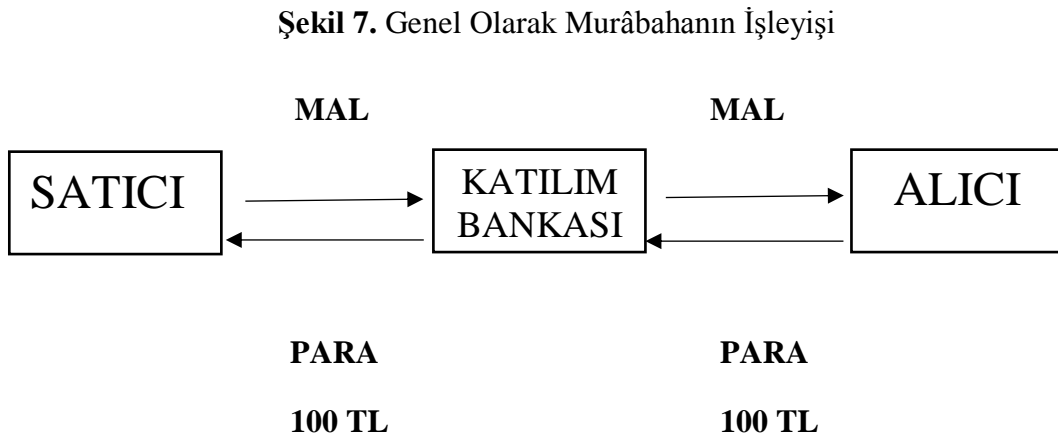 Şekil 7. Genel Olarak Murâbahanın İşleyişi
MAL MAL
SATICI
KATILIM
BANKASI
ALICI
PARA PARA
100 TL 100 TL